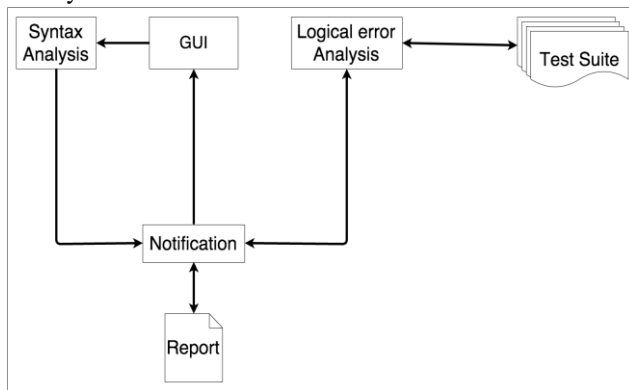 Syntax
Analysis
GUI
Logical error
Analysis
Test Suite
Notification
Report